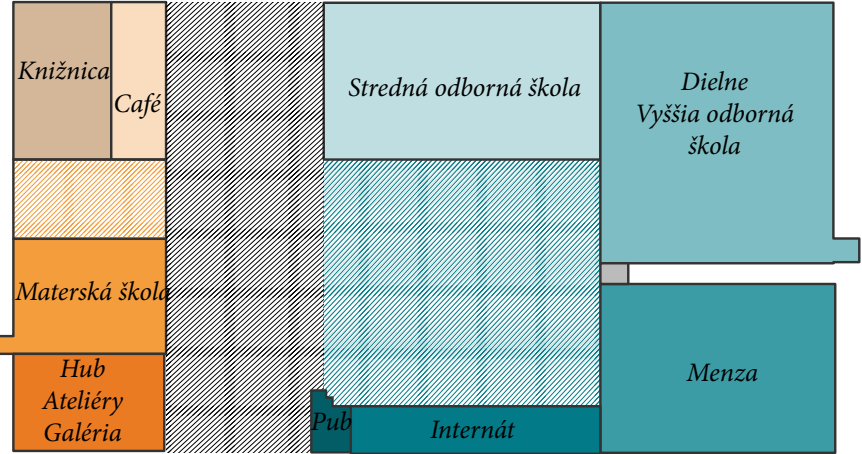 Knižnica
Café
Stredná odborná škola
Dielne
Vyššia odborná
škola
Materská škola
Hub
Ateliéry
Galéria
Pub
Internát
Menza